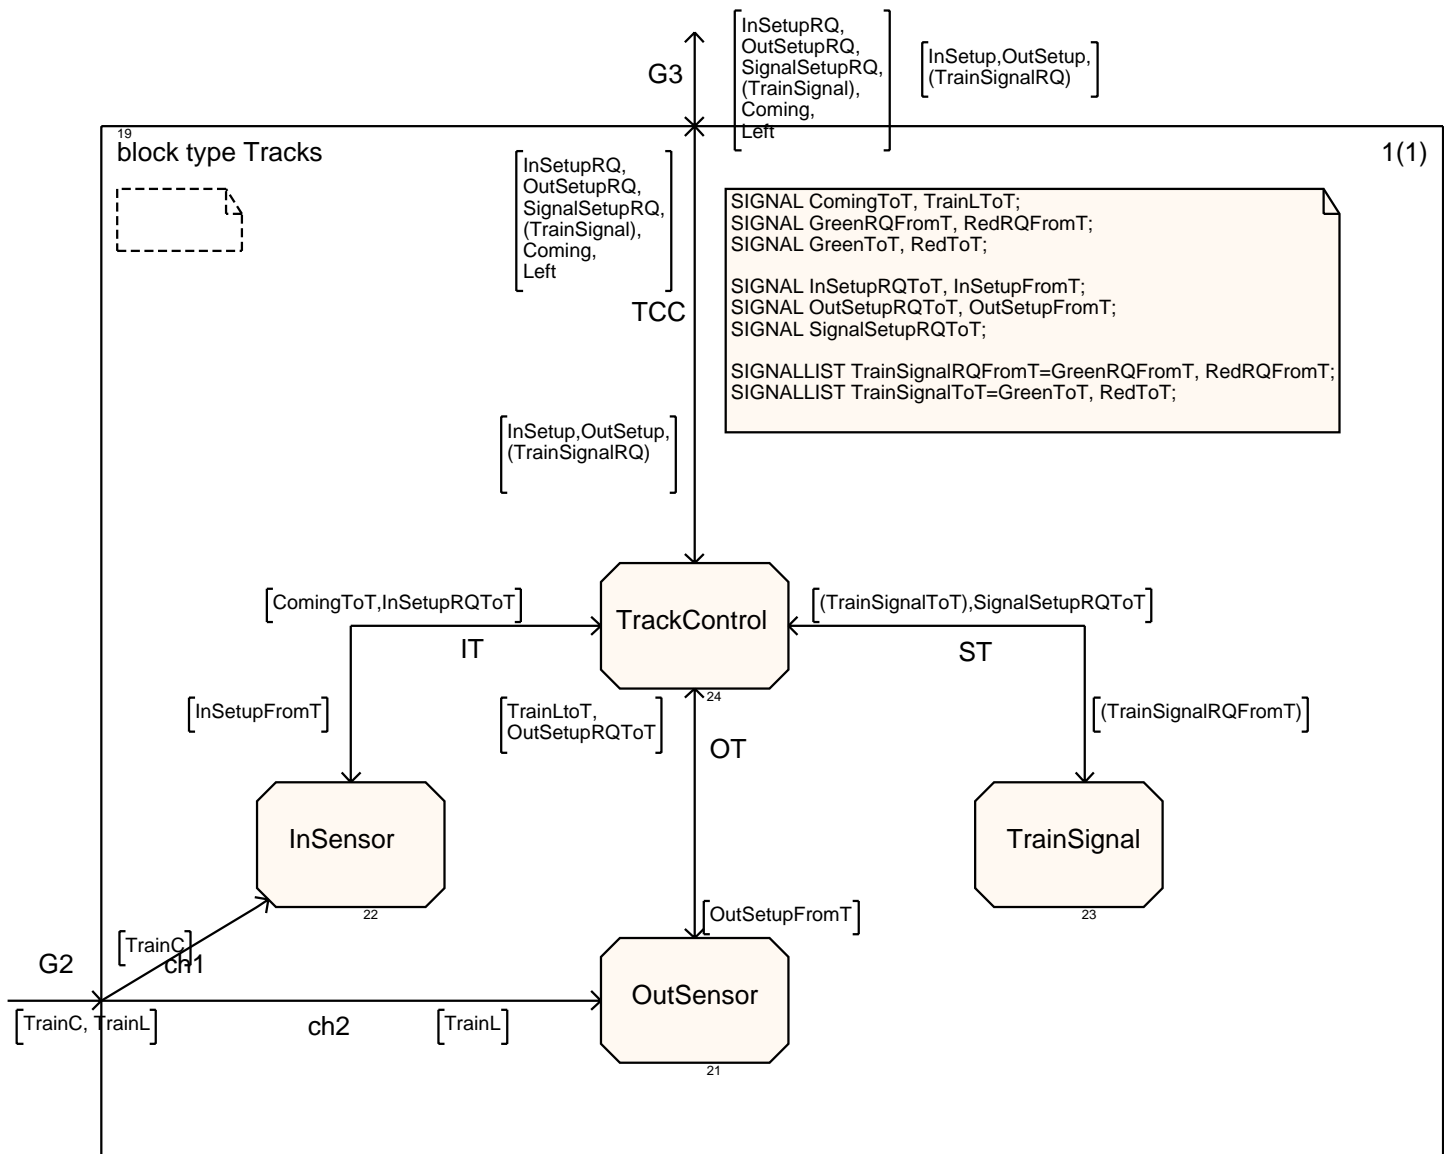 InSetupRQ,
OutSetupRQ,
SignalSetupRQ,
(TrainSignal),
Coming,
Left
InSetup,OutSetup,
(TrainSignalRQ)
G3
19
block type Tracks
1(1)
InSetupRQ,
OutSetupRQ,
SignalSetupRQ,
(TrainSignal),
Coming,
Left
TCC
SIGNAL ComingToT, TrainLToT;
SIGNAL GreenRQFromT, RedRQFromT;
SIGNAL GreenToT, RedToT;
SIGNAL InSetupRQToT, InSetupFromT;
SIGNAL OutSetupRQToT, OutSetupFromT;
SIGNAL SignalSetupRQToT;
SIGNALLIST TrainSignalRQFromT=GreenRQFromT, RedRQFromT;
SIGNALLIST TrainSignalToT=GreenToT, RedToT;
InSetup,OutSetup,
(TrainSignalRQ)
ComingToT,InSetupRQToT
IT
TrackControl
24
(TrainSignalToT),SignalSetupRQToT
ST
InSetupFromT
TrainLtoT,
OutSetupRQToT
OT
(TrainSignalRQFromT)
InSensor
22
TrainSignal
23
OutSetupFromT
TrainC
ch1
G2
TrainC, TrainL
ch2
TrainL
OutSensor
21